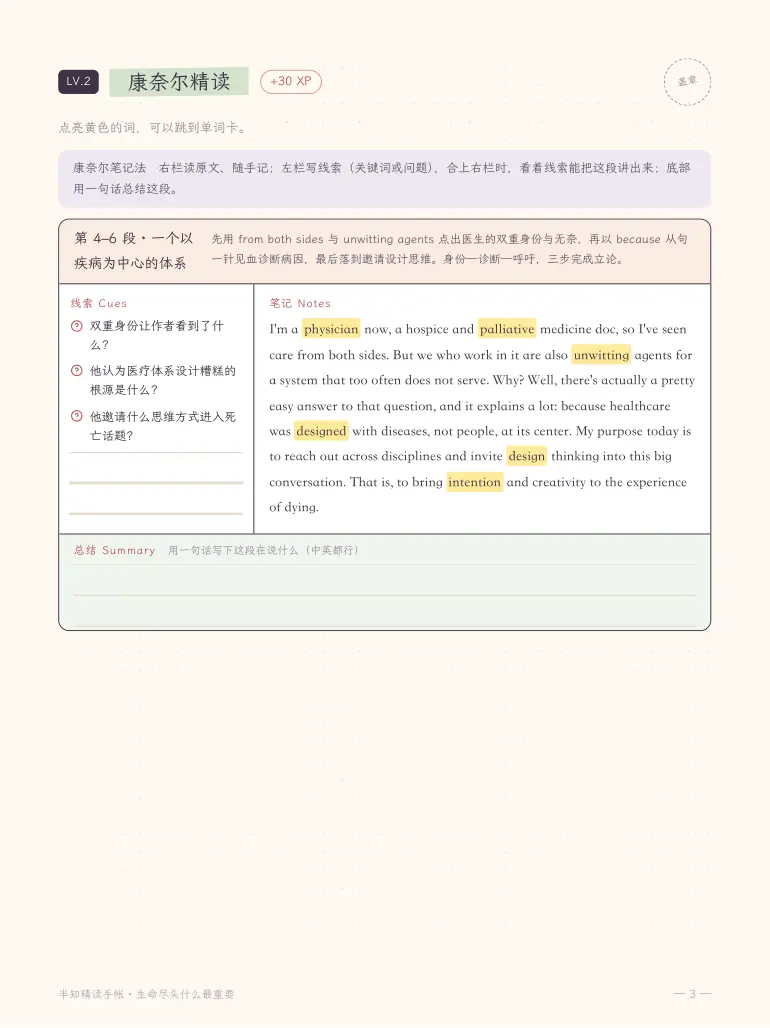 LV.2 康奈尔精读 +30 XP 盖章
点亮黄色的词，可以跳到单词卡。
康奈尔笔记法 右栏读原文、随手记；左栏写线索（关键词或问题），合上右栏时，看着线索能把这段讲出来；底部
用一句话总结这段。
第 4–6 段·一个以
疾病为中心的体系
先用 from both sides 与 unwitting agents 点出医生的双重身份与无奈，再以 because 从句
一针见血诊断病因，最后落到邀请设计思维。身份—诊断—呼吁，三步完成立论。
线索 Cues
双重身份让作者看到了什
么？
他认为医疗体系设计糟糕的
根源是什么？
他邀请什么思维方式进入死
亡话题？
笔记 Notes
I'm a physician now, a hospice and palliative medicine doc, so I've seen
care from both sides. But we who work in it are also unwitting agents for
a system that too often does not serve. Why? Well, there's actually a pretty
easy answer to that question, and it explains a lot: because healthcare
was designed with diseases, not people, at its center. My purpose today is
to reach out across disciplines and invite design thinking into this big
conversation. That is, to bring intention and creativity to the experience
of dying.
总结 Summary 用一句话写下这段在说什么（中英都行）
半知精读手帐·生命尽头什么最重要
— 3 —